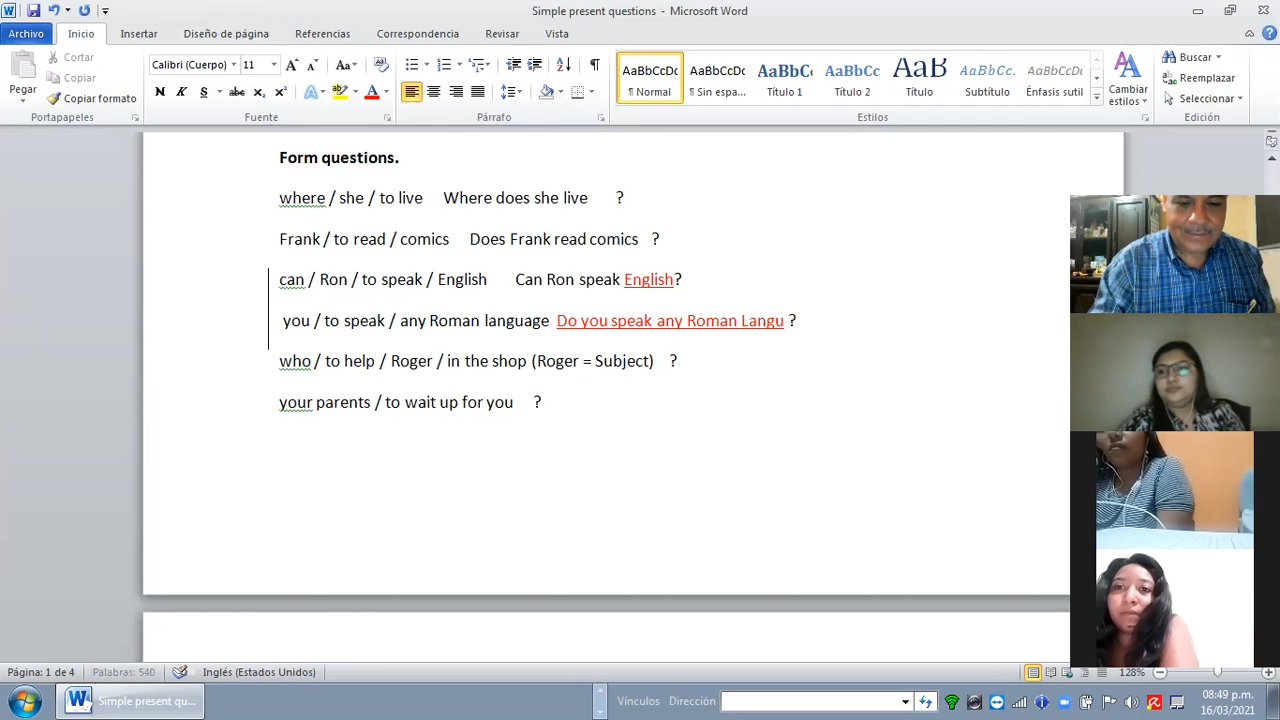 Simple present questions - Microsoft Word
Archivo Inicio Insertar Diseño de página Referencias Correspondencia Revisar Vista
Pegar
Cortar
Copiar
Copiar formato
Portapapeles
Calibri (Cuerpo) 11
Fuente
Párrafo
AaBbCcDc AaBbCcDc AaBbC AaBbCc AaB AaBbCc. AaBbCcDc
¶ Normal ¶ Sin espa... Título 1 Título 2 Título Subtítulo Énfasis sutil
Estilos
Cambiar estilos
Buscar
Reemplazar
Seleccionar
Edición
Form questions.
where / she / to live Where does she live ?
Frank / to read / comics Does Frank read comics ?
can / Ron / to speak / English Can Ron speak English?
you / to speak / any Roman language Do you speak any Roman Langu ?
who / to help / Roger / in the shop (Roger = Subject) ?
your parents / to wait up for you ?
Página: 1 de 4 Palabras: 540 Inglés (Estados Unidos) 128%
Simple present qu... Vínculos Dirección 08:49 p.m.
16/03/2021